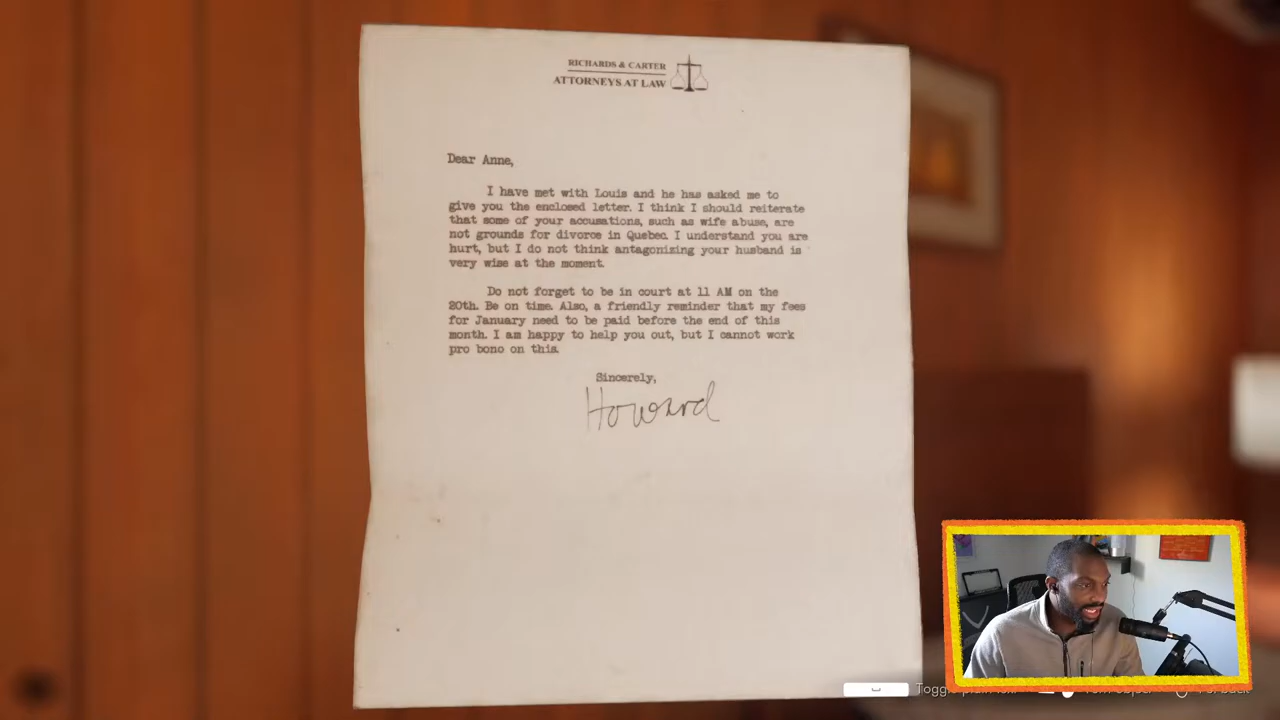 RICHARDS & CARTER
ATTORNEYS AT LAW
Dear Anne,
I have met with Louis and he has asked me to
give you the enclosed letter. I think I should reiterate
that some of your accusations, such as wife abuse, are
not grounds for divorce in Quebec. I understand you are
hurt, but I do not think antagonizing your husband is
very wise at the moment.
Do not forget to be in court at 11 AM on the
20th. Be on time. Also, a friendly reminder that my fees
for January need to be paid before the end of this
month. I am happy to help you out, but I cannot work
pro bono on this.
Sincerely,
Howard